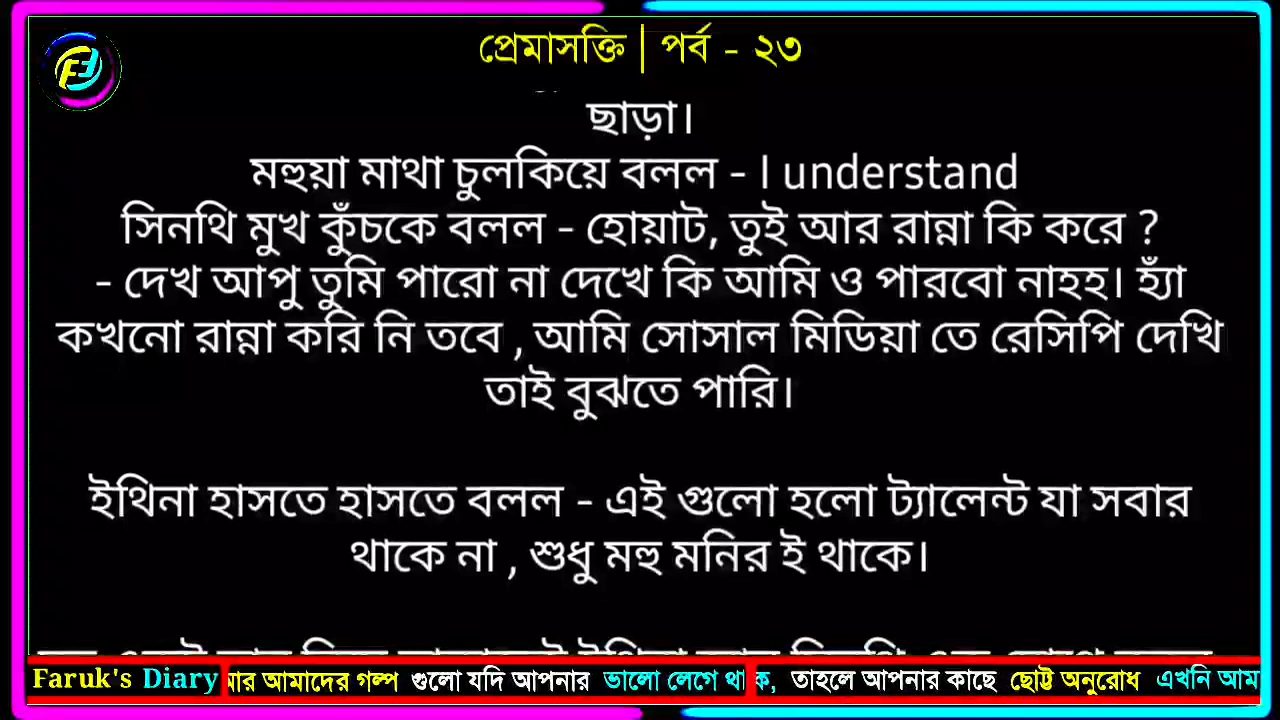 প্রেমাসক্তি | পর্ব - ২৩
ছাড়া।
মহুয়া মাথা চুলকিয়ে বলল - I understand
সিনথি মুখ কুঁচকে বলল - হোয়াট, তুই আর রান্না কি করে ?
- দেখ আপু তুমি পারো না দেখে কি আমি ও পারবো নাহহ। হ্যাঁ
কখনো রান্না করি নি তবে , আমি সোসাল মিডিয়া তে রেসিপি দেখি
তাই বুঝতে পারি।
ইথিনা হাসতে হাসতে বলল - এই গুলো হলো ট্যালেন্ট যা সবার
থাকে না , শুধু মহু মনির ই থাকে।
Faruk's Diary আমাদের গল্প গুলো যদি আপনার ভালো লেগে থাকে, তাহলে আপনার কাছে ছোট্ট অনুরোধ এখনি